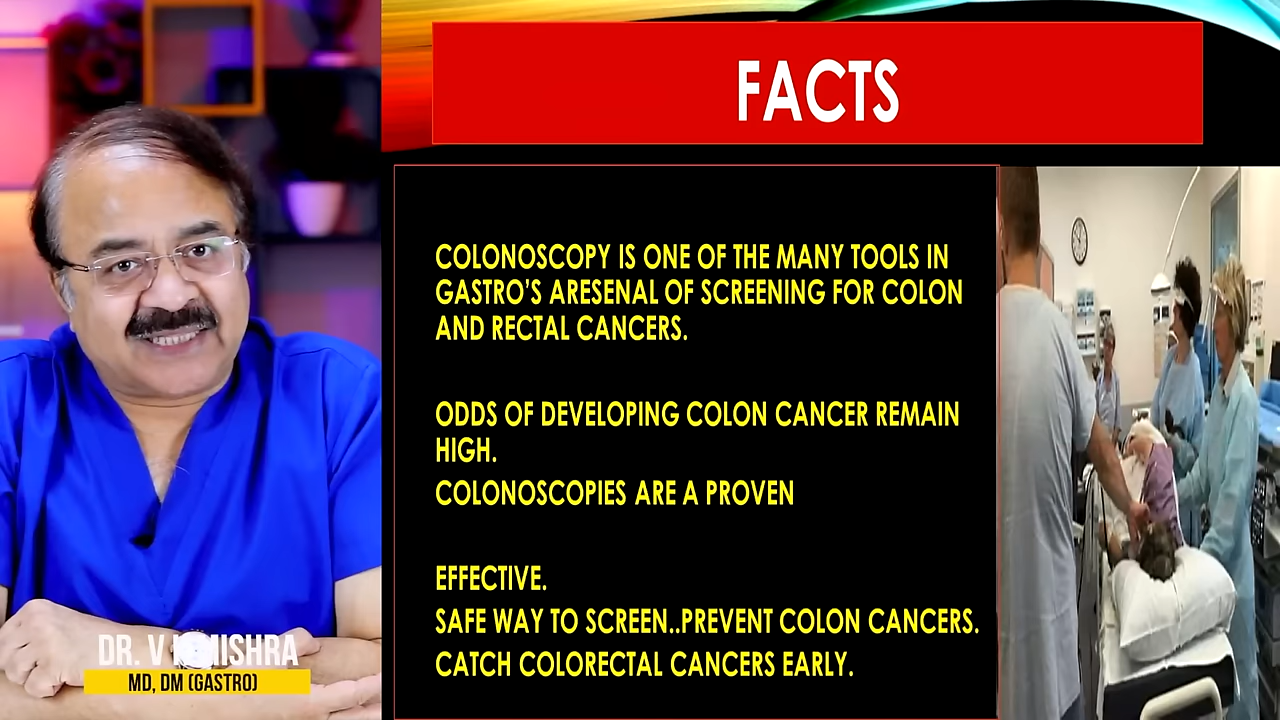 FACTS
COLONOSCOPY IS ONE OF THE MANY TOOLS IN
GASTRO'S ARESENAL OF SCREENING FOR COLON
AND RECTAL CANCERS.
ODDS OF DEVELOPING COLON CANCER REMAIN
HIGH.
COLONOSCOPIES ARE A PROVEN
EFFECTIVE.
SAFE WAY TO SCREEN..PREVENT COLON CANCERS.
CATCH COLORECTAL CANCERS EARLY.
DR. V MISHRA
MD, DM (GASTRO)